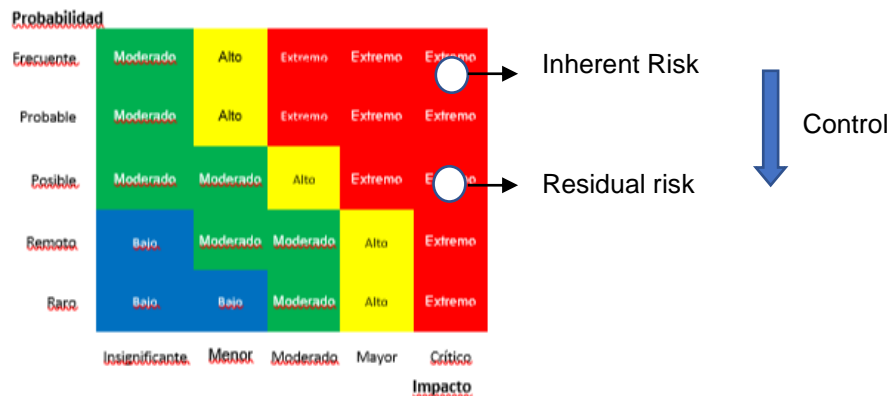 Probabilidad
Frecuente Moderado Alto Extremo Extremo Extremo Inherent Risk
Probable Moderado Alto Extremo Extremo Extremo Control
Posible Moderado Moderado Alto Extremo Residual risk
Remoto Bajo Moderado Moderado Alto Extremo
Raro Bajo Bajo Moderado Alto Extremo
Insignificante Menor Moderado Mayor Crítico
Impacto